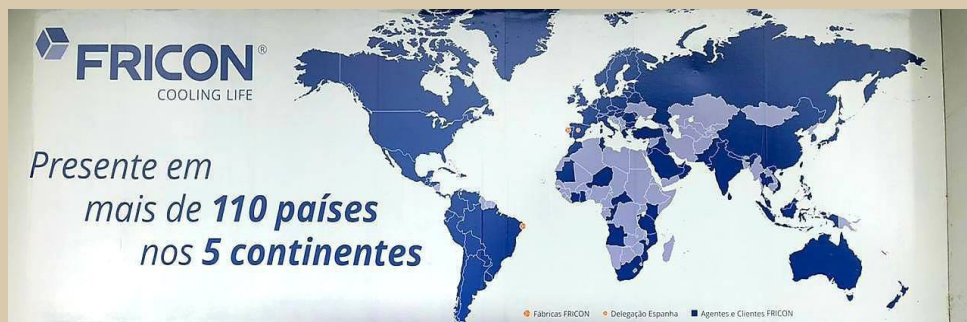 FRICON®
COOLING LIFE
Presente em
mais de 110 países
nos 5 continentes
Fábricas FRICON
Delegação Espanha
Agentes e Clientes FRICON